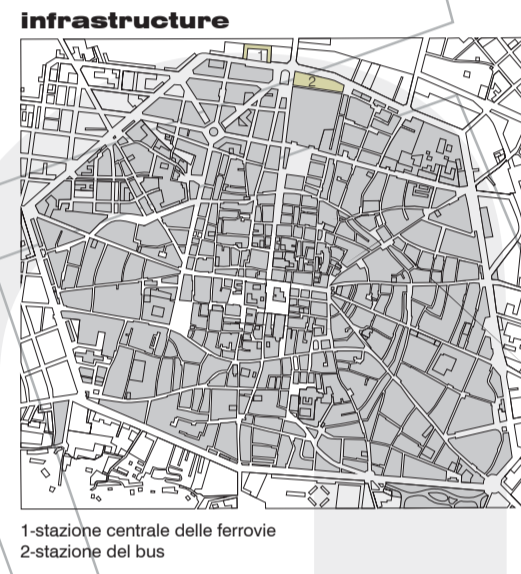 infrastructure
1
2
1-stazione centrale delle ferrovie
2-stazione del bus